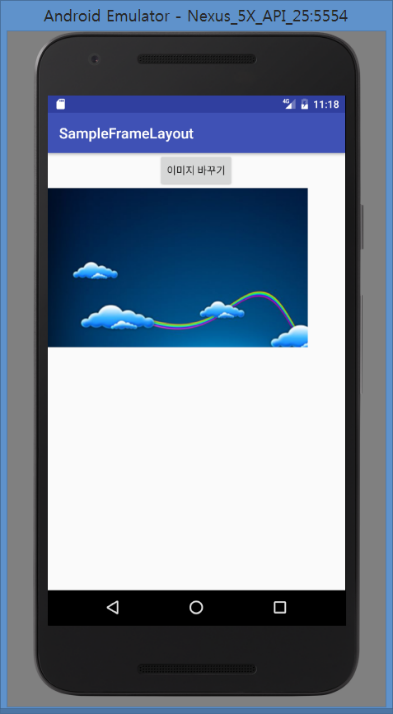 Android Emulator - Nexus_5X_API_25:5554
4G 11:18
SampleFrameLayout
이미지 바꾸기